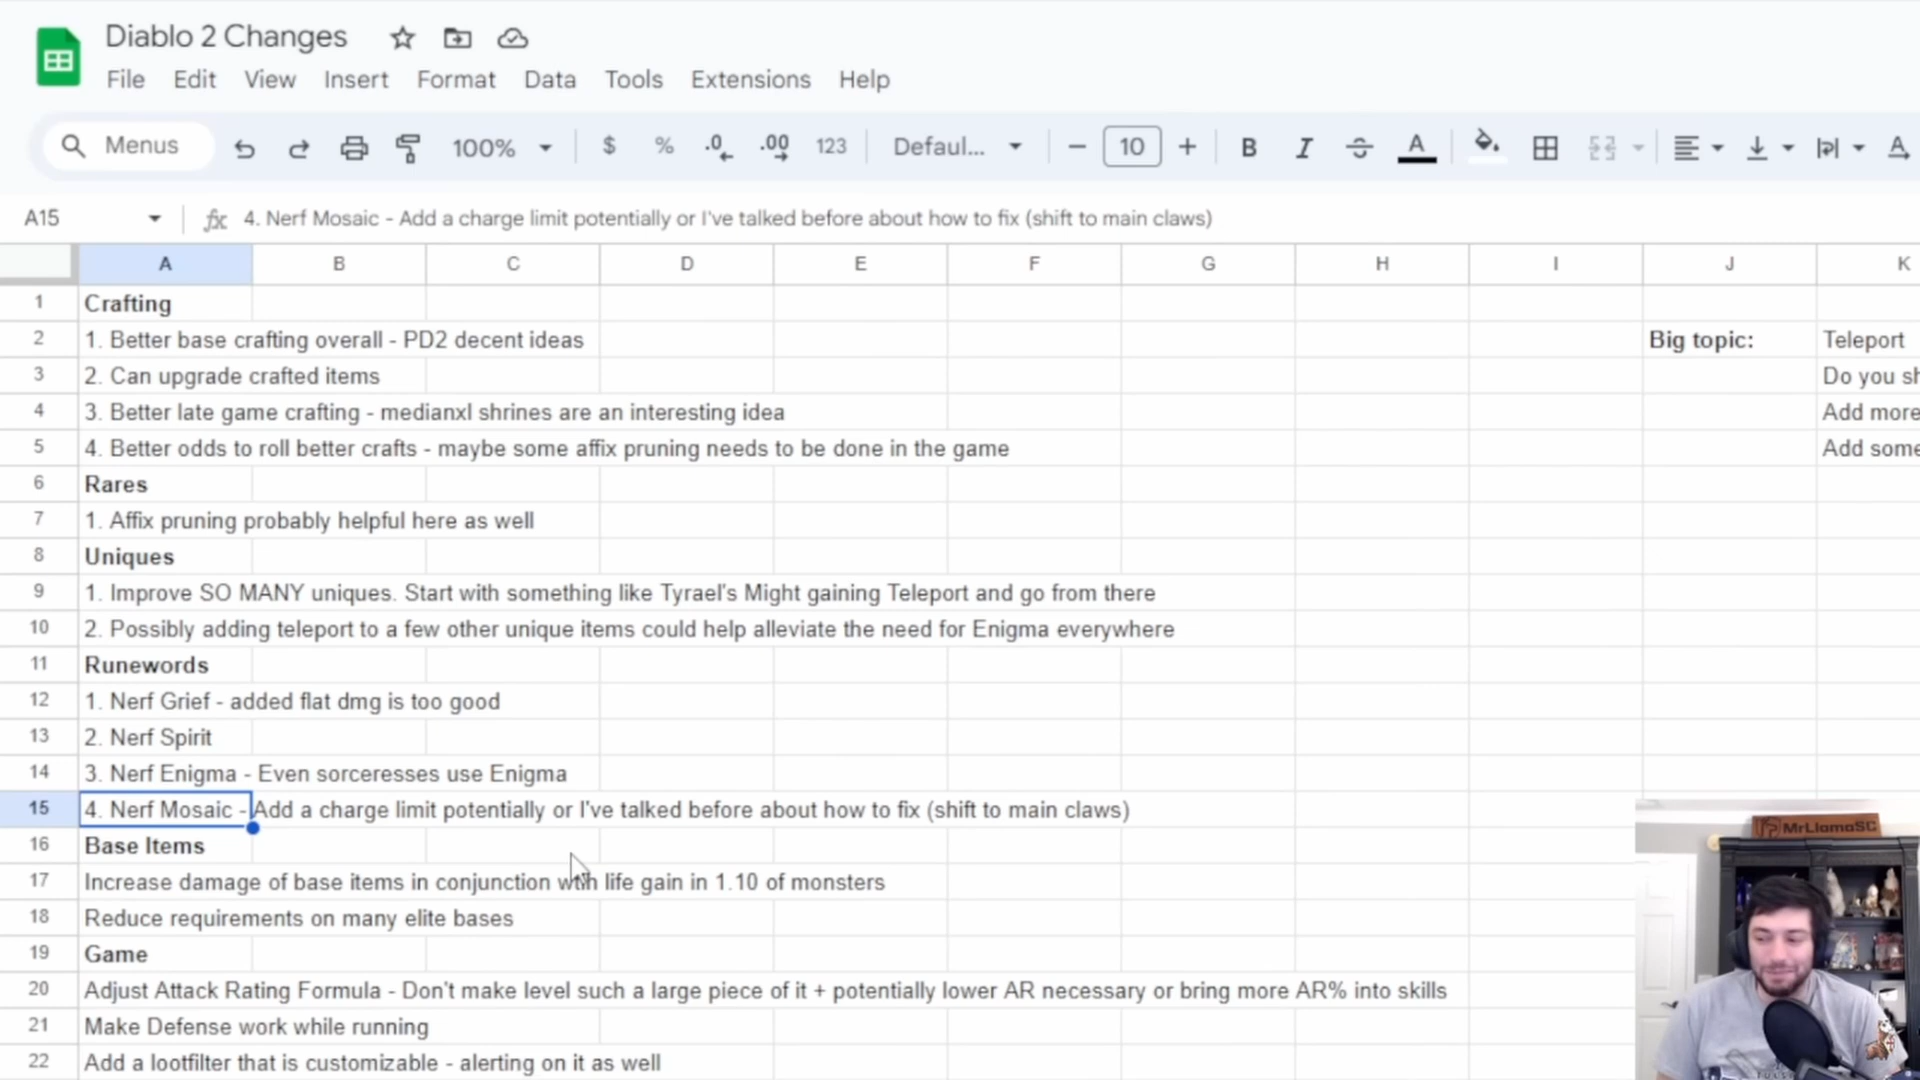 Diablo 2 Changes
File Edit View Insert Format Data Tools Extensions Help
Menus 100% $ % .0 .00 123 Defaul... 10 B I A
A15 fx 4. Nerf Mosaic - Add a charge limit potentially or I've talked before about how to fix (shift to main claws)
A B C D E F G H I J K
1 Crafting
2 1. Better base crafting overall - PD2 decent ideas Big topic: Teleport
3 2. Can upgrade crafted items Do you sh
4 3. Better late game crafting - medianxl shrines are an interesting idea Add more
5 4. Better odds to roll better crafts - maybe some affix pruning needs to be done in the game Add some
6 Rares
7 1. Affix pruning probably helpful here as well
8 Uniques
9 1. Improve SO MANY uniques. Start with something like Tyrael's Might gaining Teleport and go from there
10 2. Possibly adding teleport to a few other unique items could help alleviate the need for Enigma everywhere
11 Runewords
12 1. Nerf Grief - added flat dmg is too good
13 2. Nerf Spirit
14 3. Nerf Enigma - Even sorceresses use Enigma
15 4. Nerf Mosaic - Add a charge limit potentially or I've talked before about how to fix (shift to main claws)
16 Base Items
17 Increase damage of base items in conjunction with life gain in 1.10 of monsters
18 Reduce requirements on many elite bases
19 Game
20 Adjust Attack Rating Formula - Don't make level such a large piece of it + potentially lower AR necessary or bring more AR% into skills
21 Make Defense work while running
22 Add a lootfilter that is customizable - alerting on it as well
MrLlamaSC